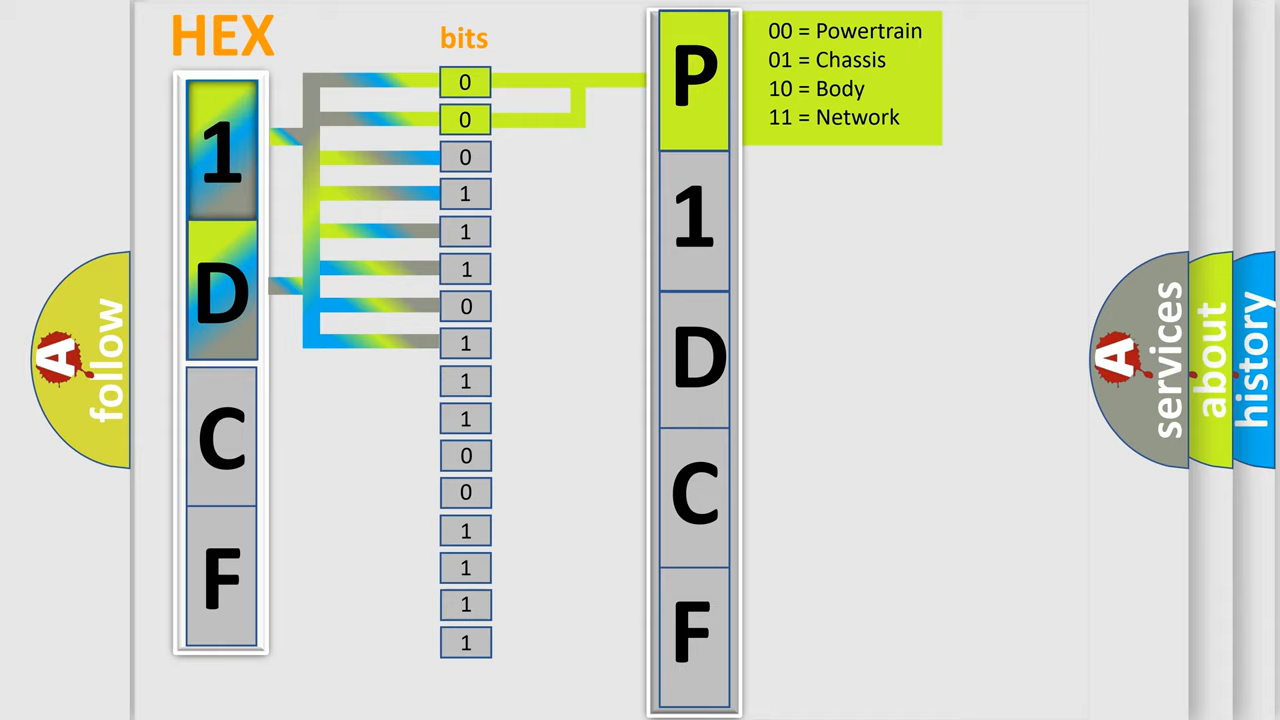 HEX
bits
1
D
C
F
0
0
0
1
1
1
0
1
1
1
0
0
1
1
1
1
P
1
D
C
F
00 = Powertrain
01 = Chassis
10 = Body
11 = Network
A
follow
A
services
about
history